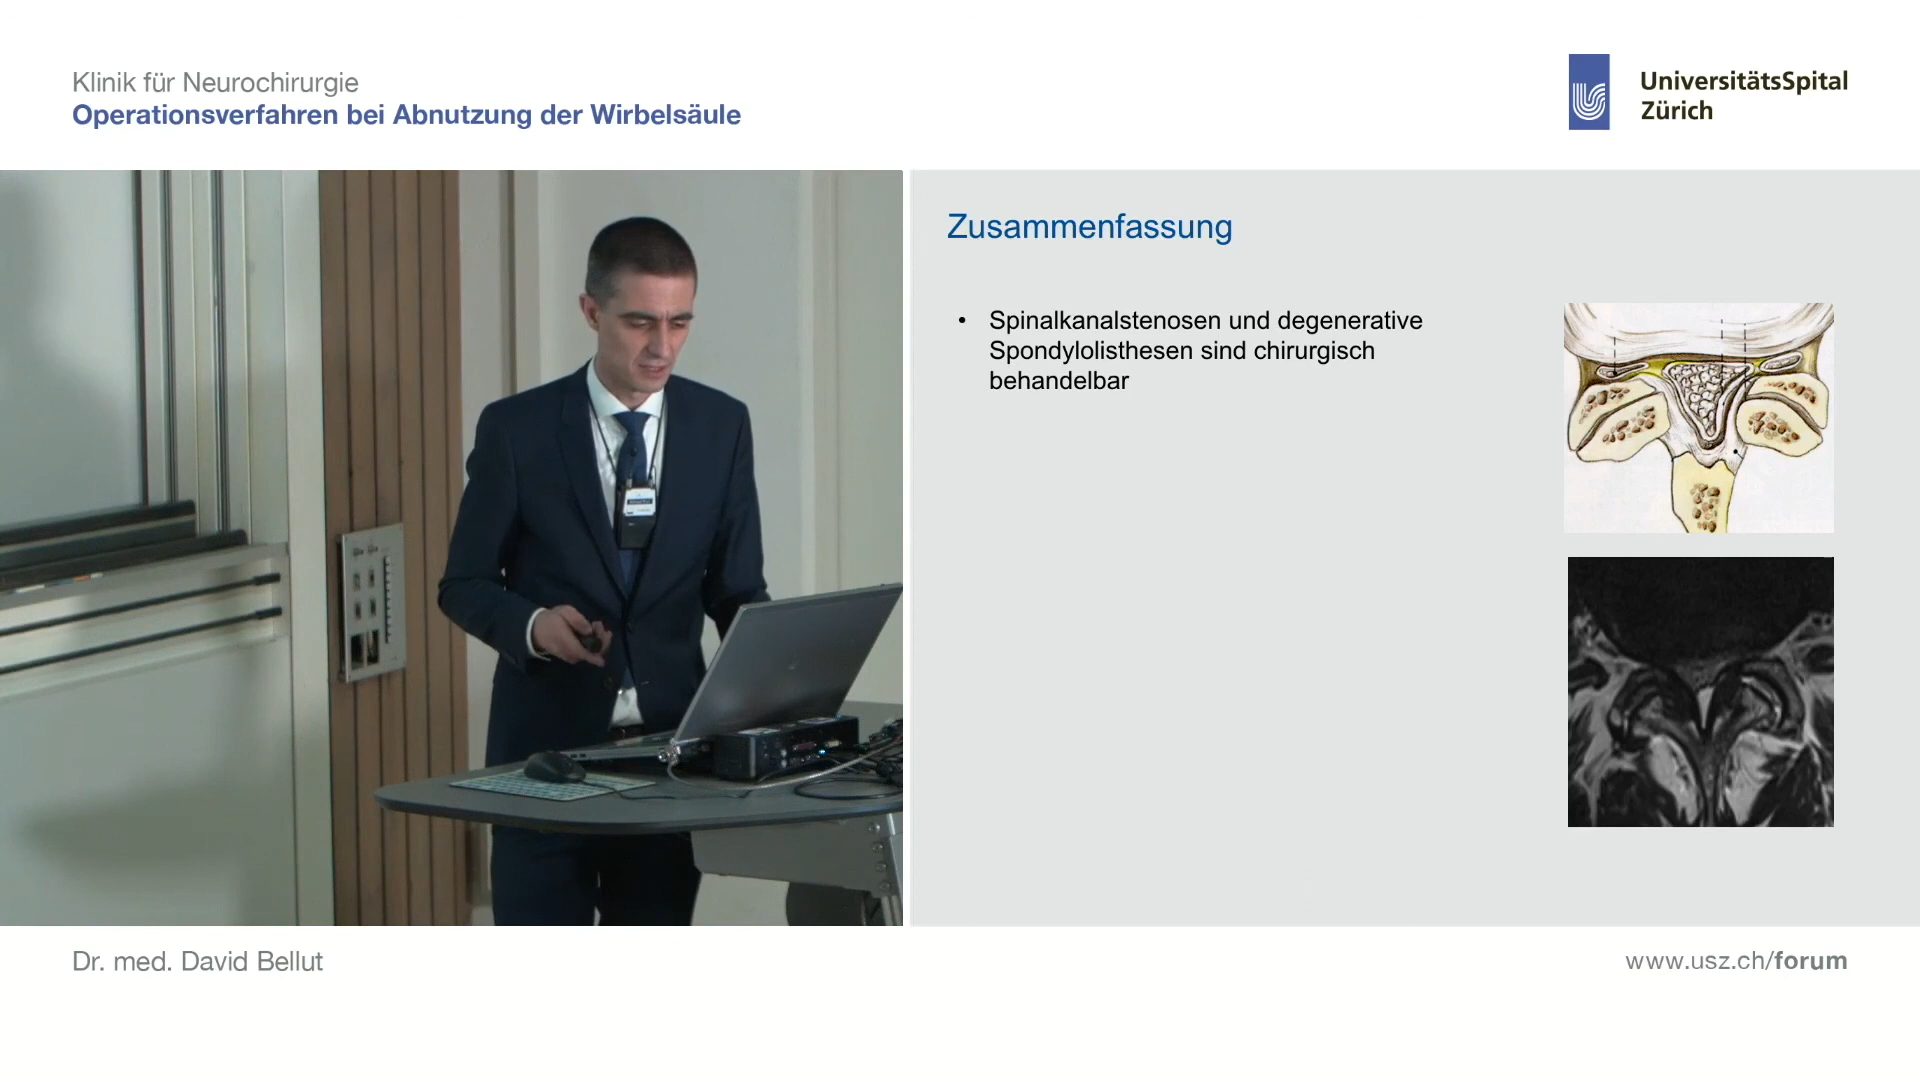 Klinik für Neurochirurgie
Operationsverfahren bei Abnutzung der Wirbelsäule
UniversitätsSpital
Zürich
Zusammenfassung
• Spinalkanalstenosen und degenerative
Spondylolisthesen sind chirurgisch
behandelbar
Dr. med. David Bellut
www.usz.ch/forum